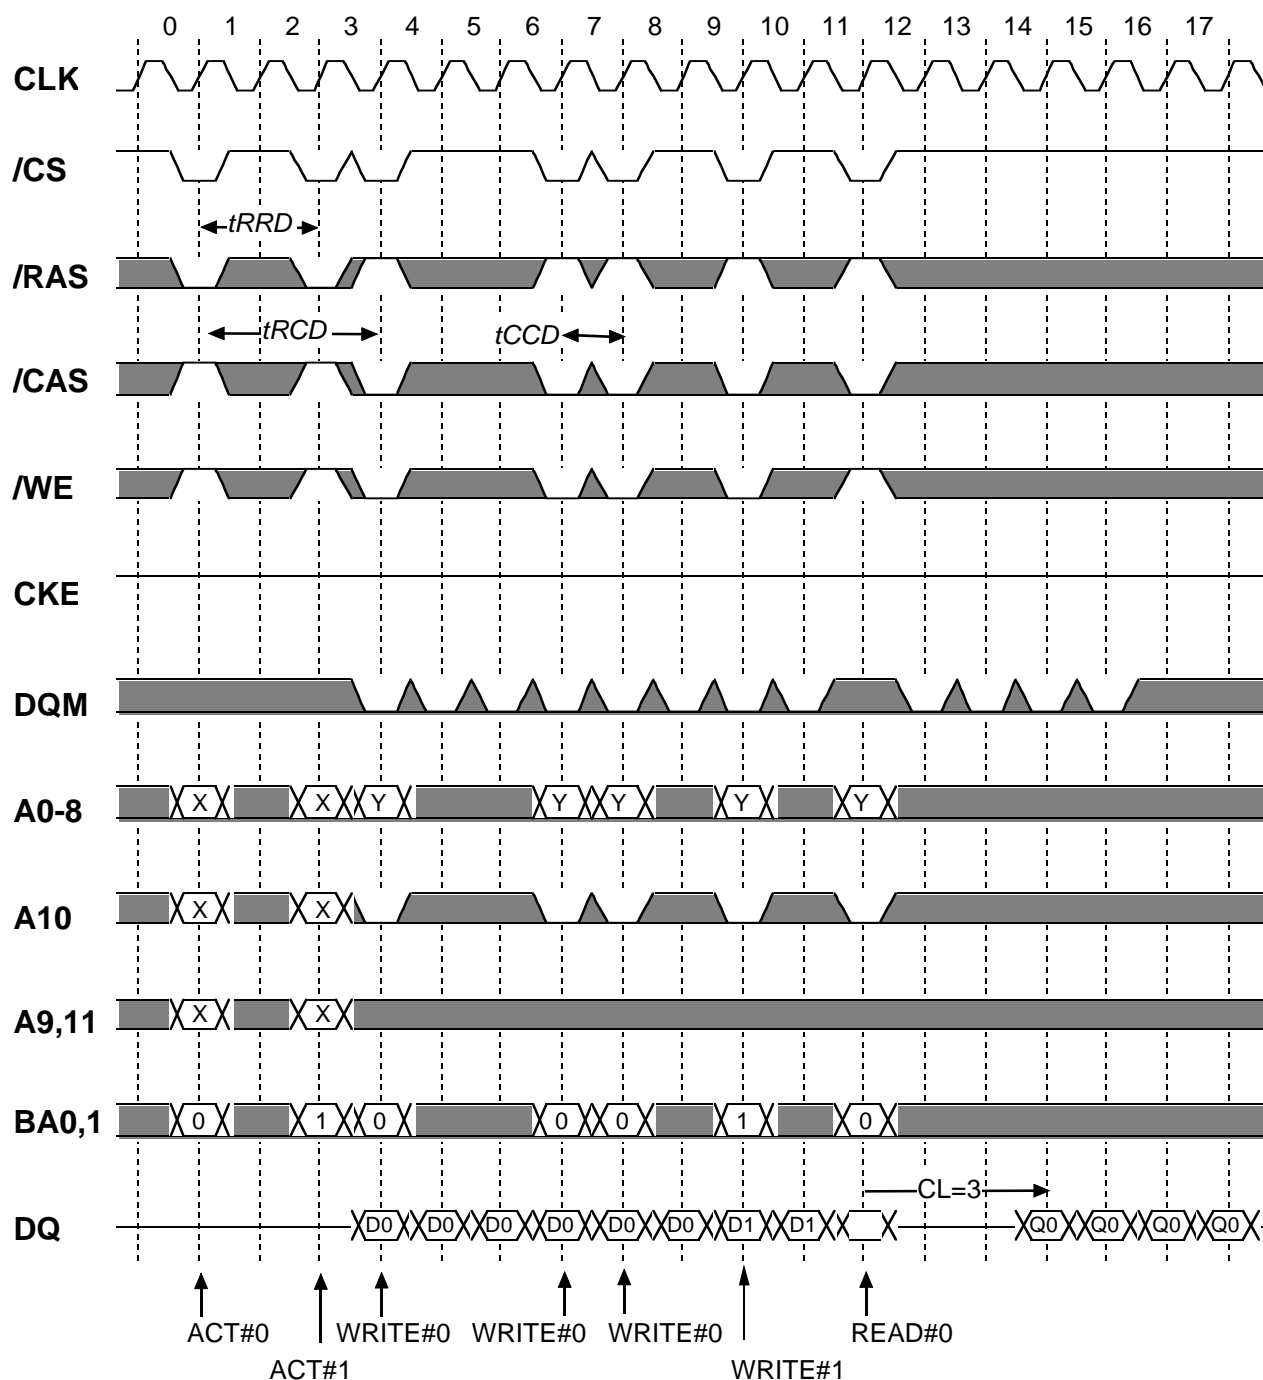 0 1 2 3 4 5 6 7 8 9 10 12 13 14 15 16 17
CLK
/CS
tRRD
/RAS
tRCD tCCD
/CAS
/WE
CKE
DQM
A0-8 X X Y Y Y Y Y
A10 X X
A9,11 X X
BA0,1 0 1 0 0 0 1 0
CL=3
DQ D0 D0 D0 D0 D0 D0 D1 D1 Q0 Q0 Q0 Q0
ACT#0 WRITE#0 WRITE#0 WRITE#0 READ#0
ACT#1 WRITE#1